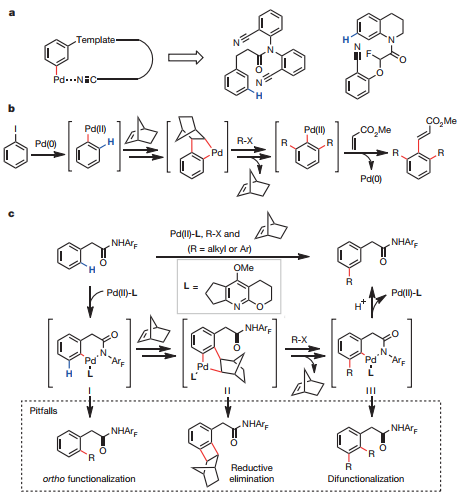 a
Template
Pd N C
N
N
O
N
H
H
N
N
F
O
O
b
I
Pd(0)
Pd(II)
H
Pd
R-X
Pd(II)
R
R
CO2Me
Pd(0)
CO2Me
R
R
c
NHArF
O
H
Pd(II)-L, R-X and
(R = alkyl or Ar)
L =
OMe
N
O
NHArF
O
R
Pd(II)-L
H+
Pd(II)-L
O
Pd
N
ArF
H
L
NHArF
O
Pd
L
R-X
O
Pd
N
ArF
R
L
I
II
III
Pitfalls
NHArF
O
R
ortho functionalization
NHArF
O
Reductive
elimination
NHArF
O
R
R
Difunctionalization